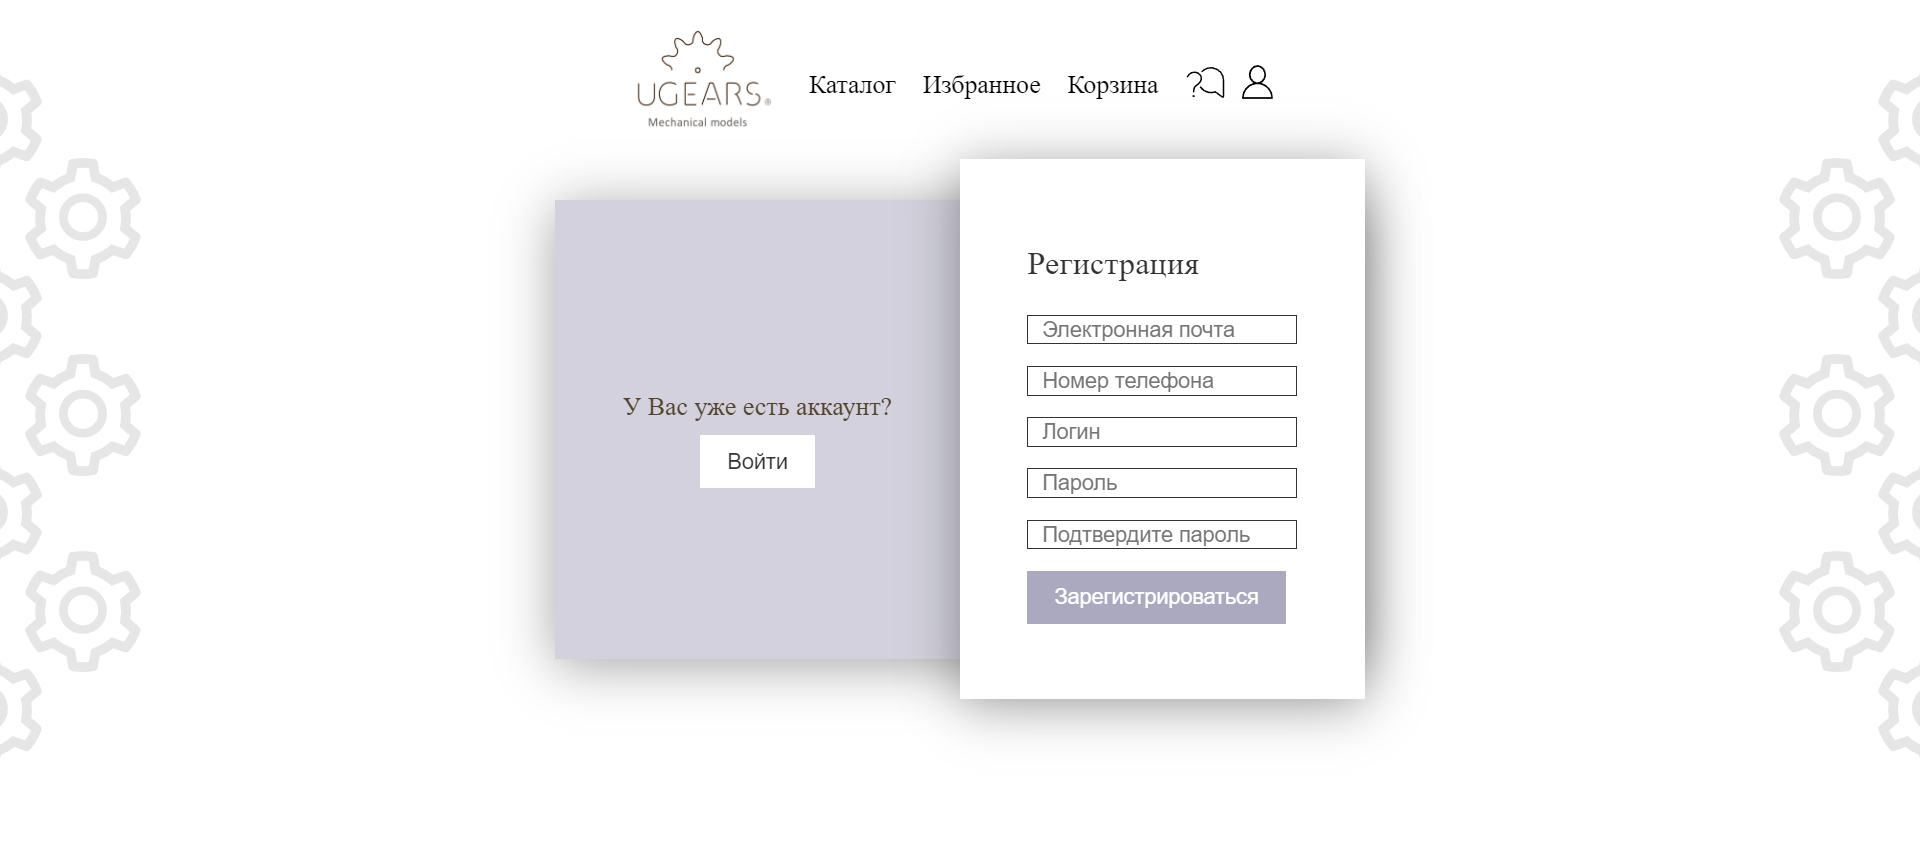 UGEARS®
Mechanical models
Каталог Избранное Корзина
У Вас уже есть аккаунт?
Войти
Регистрация
Электронная почта
Номер телефона
Логин
Пароль
Подтвердите пароль
Зарегистрироваться